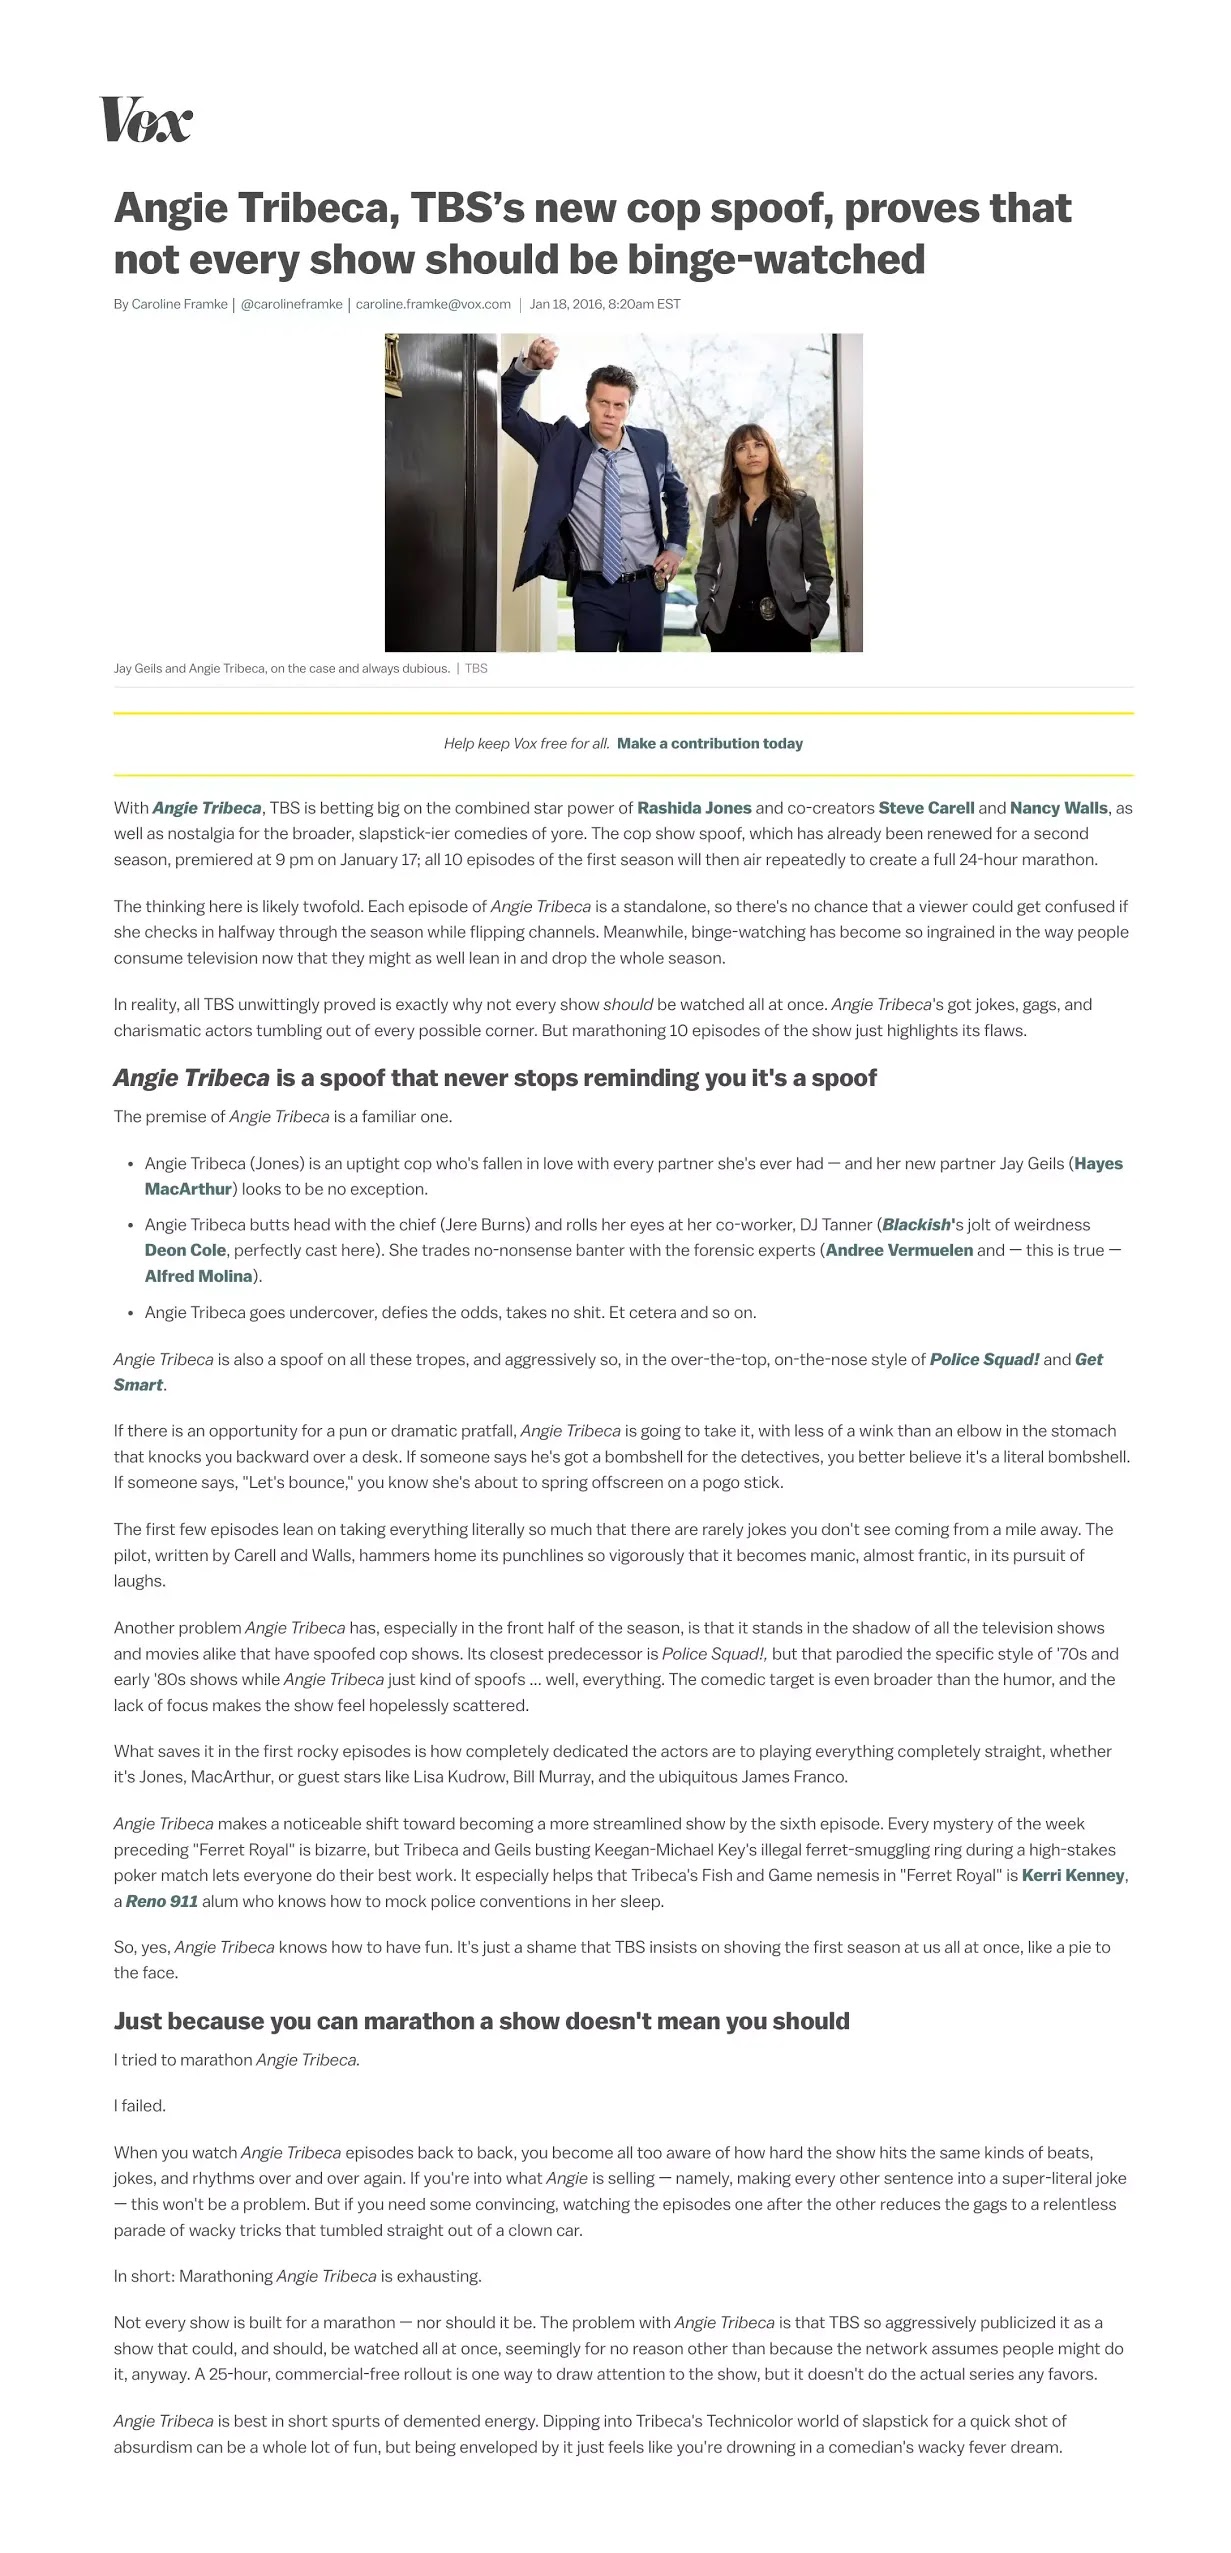 Vox
Angie Tribeca, TBS’s new cop spoof, proves that
not every show should be binge-watched
By Caroline Framke | @carolineframke | caroline.framke@vox.com | Jan 18, 2016, 8:20am EST
Jay Geils and Angie Tribeca, on the case and always dubious. | TBS
Help keep Vox free for all. Make a contribution today
With Angie Tribeca, TBS is betting big on the combined star power of Rashida Jones and co-creators Steve Carell and Nancy Walls, as
well as nostalgia for the broader, slapstick-ier comedies of yore. The cop show spoof, which has already been renewed for a second
season, premiered at 9 pm on January 17; all 10 episodes of the first season will then air repeatedly to create a full 24-hour marathon.
The thinking here is likely twofold. Each episode of Angie Tribeca is a standalone, so there's no chance that a viewer could get confused if
she checks in halfway through the season while flipping channels. Meanwhile, binge-watching has become so ingrained in the way people
consume television now that they might as well lean in and drop the whole season.
In reality, all TBS unwittingly proved is exactly why not every show should be watched all at once. Angie Tribeca's got jokes, gags, and
charismatic actors tumbling out of every possible corner. But marathoning 10 episodes of the show just highlights its flaws.
Angie Tribeca is a spoof that never stops reminding you it's a spoof
The premise of Angie Tribeca is a familiar one.
• Angie Tribeca (Jones) is an uptight cop who's fallen in love with every partner she's ever had — and her new partner Jay Geils (Hayes
MacArthur) looks to be no exception.
• Angie Tribeca butts head with the chief (Jere Burns) and rolls her eyes at her co-worker, DJ Tanner (Blackish's jolt of weirdness
Deon Cole, perfectly cast here). She trades no-nonsense banter with the forensic experts (Andree Vermuelen and — this is true —
Alfred Molina).
• Angie Tribeca goes undercover, defies the odds, takes no shit. Et cetera and so on.
Angie Tribeca is also a spoof on all these tropes, and aggressively so, in the over-the-top, on-the-nose style of Police Squad! and Get
Smart.
If there is an opportunity for a pun or dramatic pratfall, Angie Tribeca is going to take it, with less of a wink than an elbow in the stomach
that knocks you backward over a desk. If someone says he's got a bombshell for the detectives, you better believe it's a literal bombshell.
If someone says, "Let's bounce," you know she's about to spring offscreen on a pogo stick.
The first few episodes lean on taking everything literally so much that there are rarely jokes you don't see coming from a mile away. The
pilot, written by Carell and Walls, hammers home its punchlines so vigorously that it becomes manic, almost frantic, in its pursuit of
laughs.
Another problem Angie Tribeca has, especially in the front half of the season, is that it stands in the shadow of all the television shows
and movies alike that have spoofed cop shows. Its closest predecessor is Police Squad!, but that parodied the specific style of '70s and
early '80s shows while Angie Tribeca just kind of spoofs ... well, everything. The comedic target is even broader than the humor, and the
lack of focus makes the show feel hopelessly scattered.
What saves it in the first rocky episodes is how completely dedicated the actors are to playing everything completely straight, whether
it's Jones, MacArthur, or guest stars like Lisa Kudrow, Bill Murray, and the ubiquitous James Franco.
Angie Tribeca makes a noticeable shift toward becoming a more streamlined show by the sixth episode. Every mystery of the week
preceding "Ferret Royal" is bizarre, but Tribeca and Geils busting Keegan-Michael Key's illegal ferret-smuggling ring during a high-stakes
poker match lets everyone do their best work. It especially helps that Tribeca's Fish and Game nemesis in "Ferret Royal" is Kerri Kenney,
a Reno 911 alum who knows how to mock police conventions in her sleep.
So, yes, Angie Tribeca knows how to have fun. It's just a shame that TBS insists on shoving the first season at us all at once, like a pie to
the face.
Just because you can marathon a show doesn't mean you should
I tried to marathon Angie Tribeca.
I failed.
When you watch Angie Tribeca episodes back to back, you become all too aware of how hard the show hits the same kinds of beats,
jokes, and rhythms over and over again. If you're into what Angie is selling — namely, making every other sentence into a super-literal joke
— this won't be a problem. But if you need some convincing, watching the episodes one after the other reduces the gags to a relentless
parade of wacky tricks that tumbled straight out of a clown car.
In short: Marathoning Angie Tribeca is exhausting.
Not every show is built for a marathon — nor should it be. The problem with Angie Tribeca is that TBS so aggressively publicized it as a
show that could, and should, be watched all at once, seemingly for no reason other than because the network assumes people might do
it, anyway. A 25-hour, commercial-free rollout is one way to draw attention to the show, but it doesn't do the actual series any favors.
Angie Tribeca is best in short spurts of demented energy. Dipping into Tribeca's Technicolor world of slapstick for a quick shot of
absurdism can be a whole lot of fun, but being enveloped by it just feels like you're drowning in a comedian's wacky fever dream.